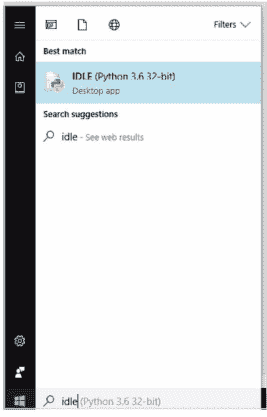 Filters
Best match
IDLE (Python 3.6 32-bit)
Desktop app
Search suggestions
idle - See web results
idle (Python 3.6 32-bit)